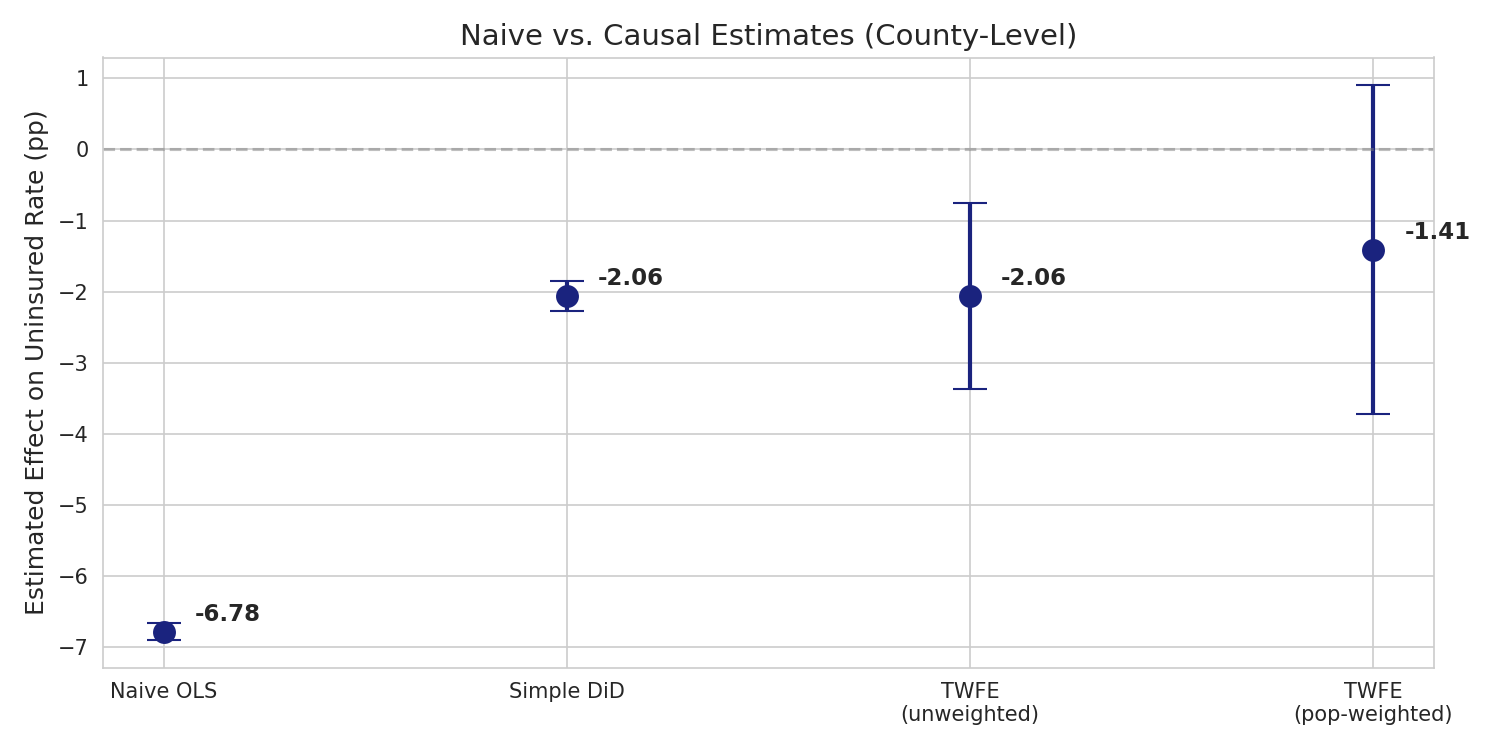 Naive vs. Causal Estimates (County-Level)
Estimated Effect on Uninsured Rate (pp)
1
0
−1
−2
−3
−4
−5
−6
−7
-6.78
-2.06
-2.06
-1.41
Naive OLS
Simple DiD
TWFE
(unweighted)
TWFE
(pop-weighted)